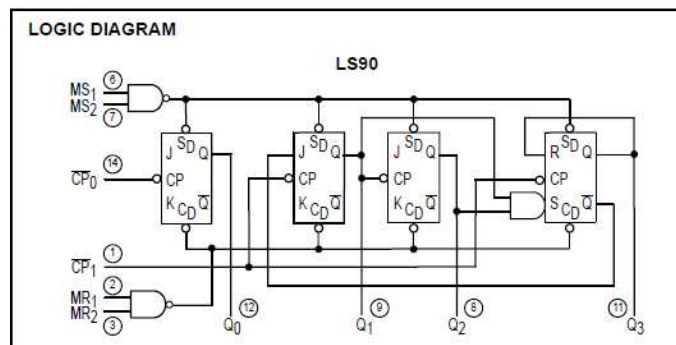 LOGIC DIAGRAM
LS90
MS1 6
MS2 7
SD SD SD SD
J Q J Q J Q R Q
CP0 14 CP CP CP CP
K CD Q K CD Q K CD Q S CD Q
CP1 1
MR1 2
MR2 3
Q0 12 Q1 9 Q2 8 11 Q3